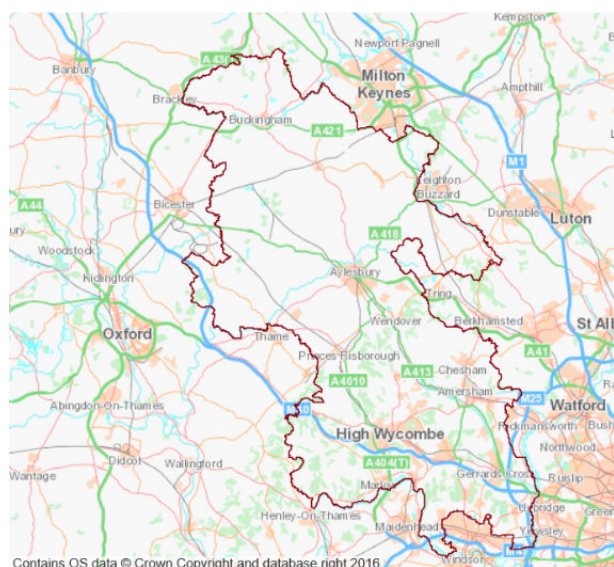 Kempston
Newport Pagnell
A43
Banbury
Milton Keynes
Ampthill
Brackley
Buckingham
A421
M1
Leighton Buzzard
Dunstable
Luton
Bicester
A44
A418
Woodstock
Aylesbury
Kidlington
Tring
Berkhamsted
St Al
Wendover
A41
Oxford
Thame
Princes Risborough
A413
Chesham
A4010
Amersham
M25
Abingdon-On-Thames
M40
Watford
Rickmansworth
Bush
High Wycombe
Northwood
Didcot
Wallingford
A404(T)
Gerrards Cross
Ruislip
Wantage
Marlow
Uxbridge
Henley-On-Thames
Maidenhead
Yiewsley
Green
Windsor
Contains OS data © Crown Copyright and database right 2016